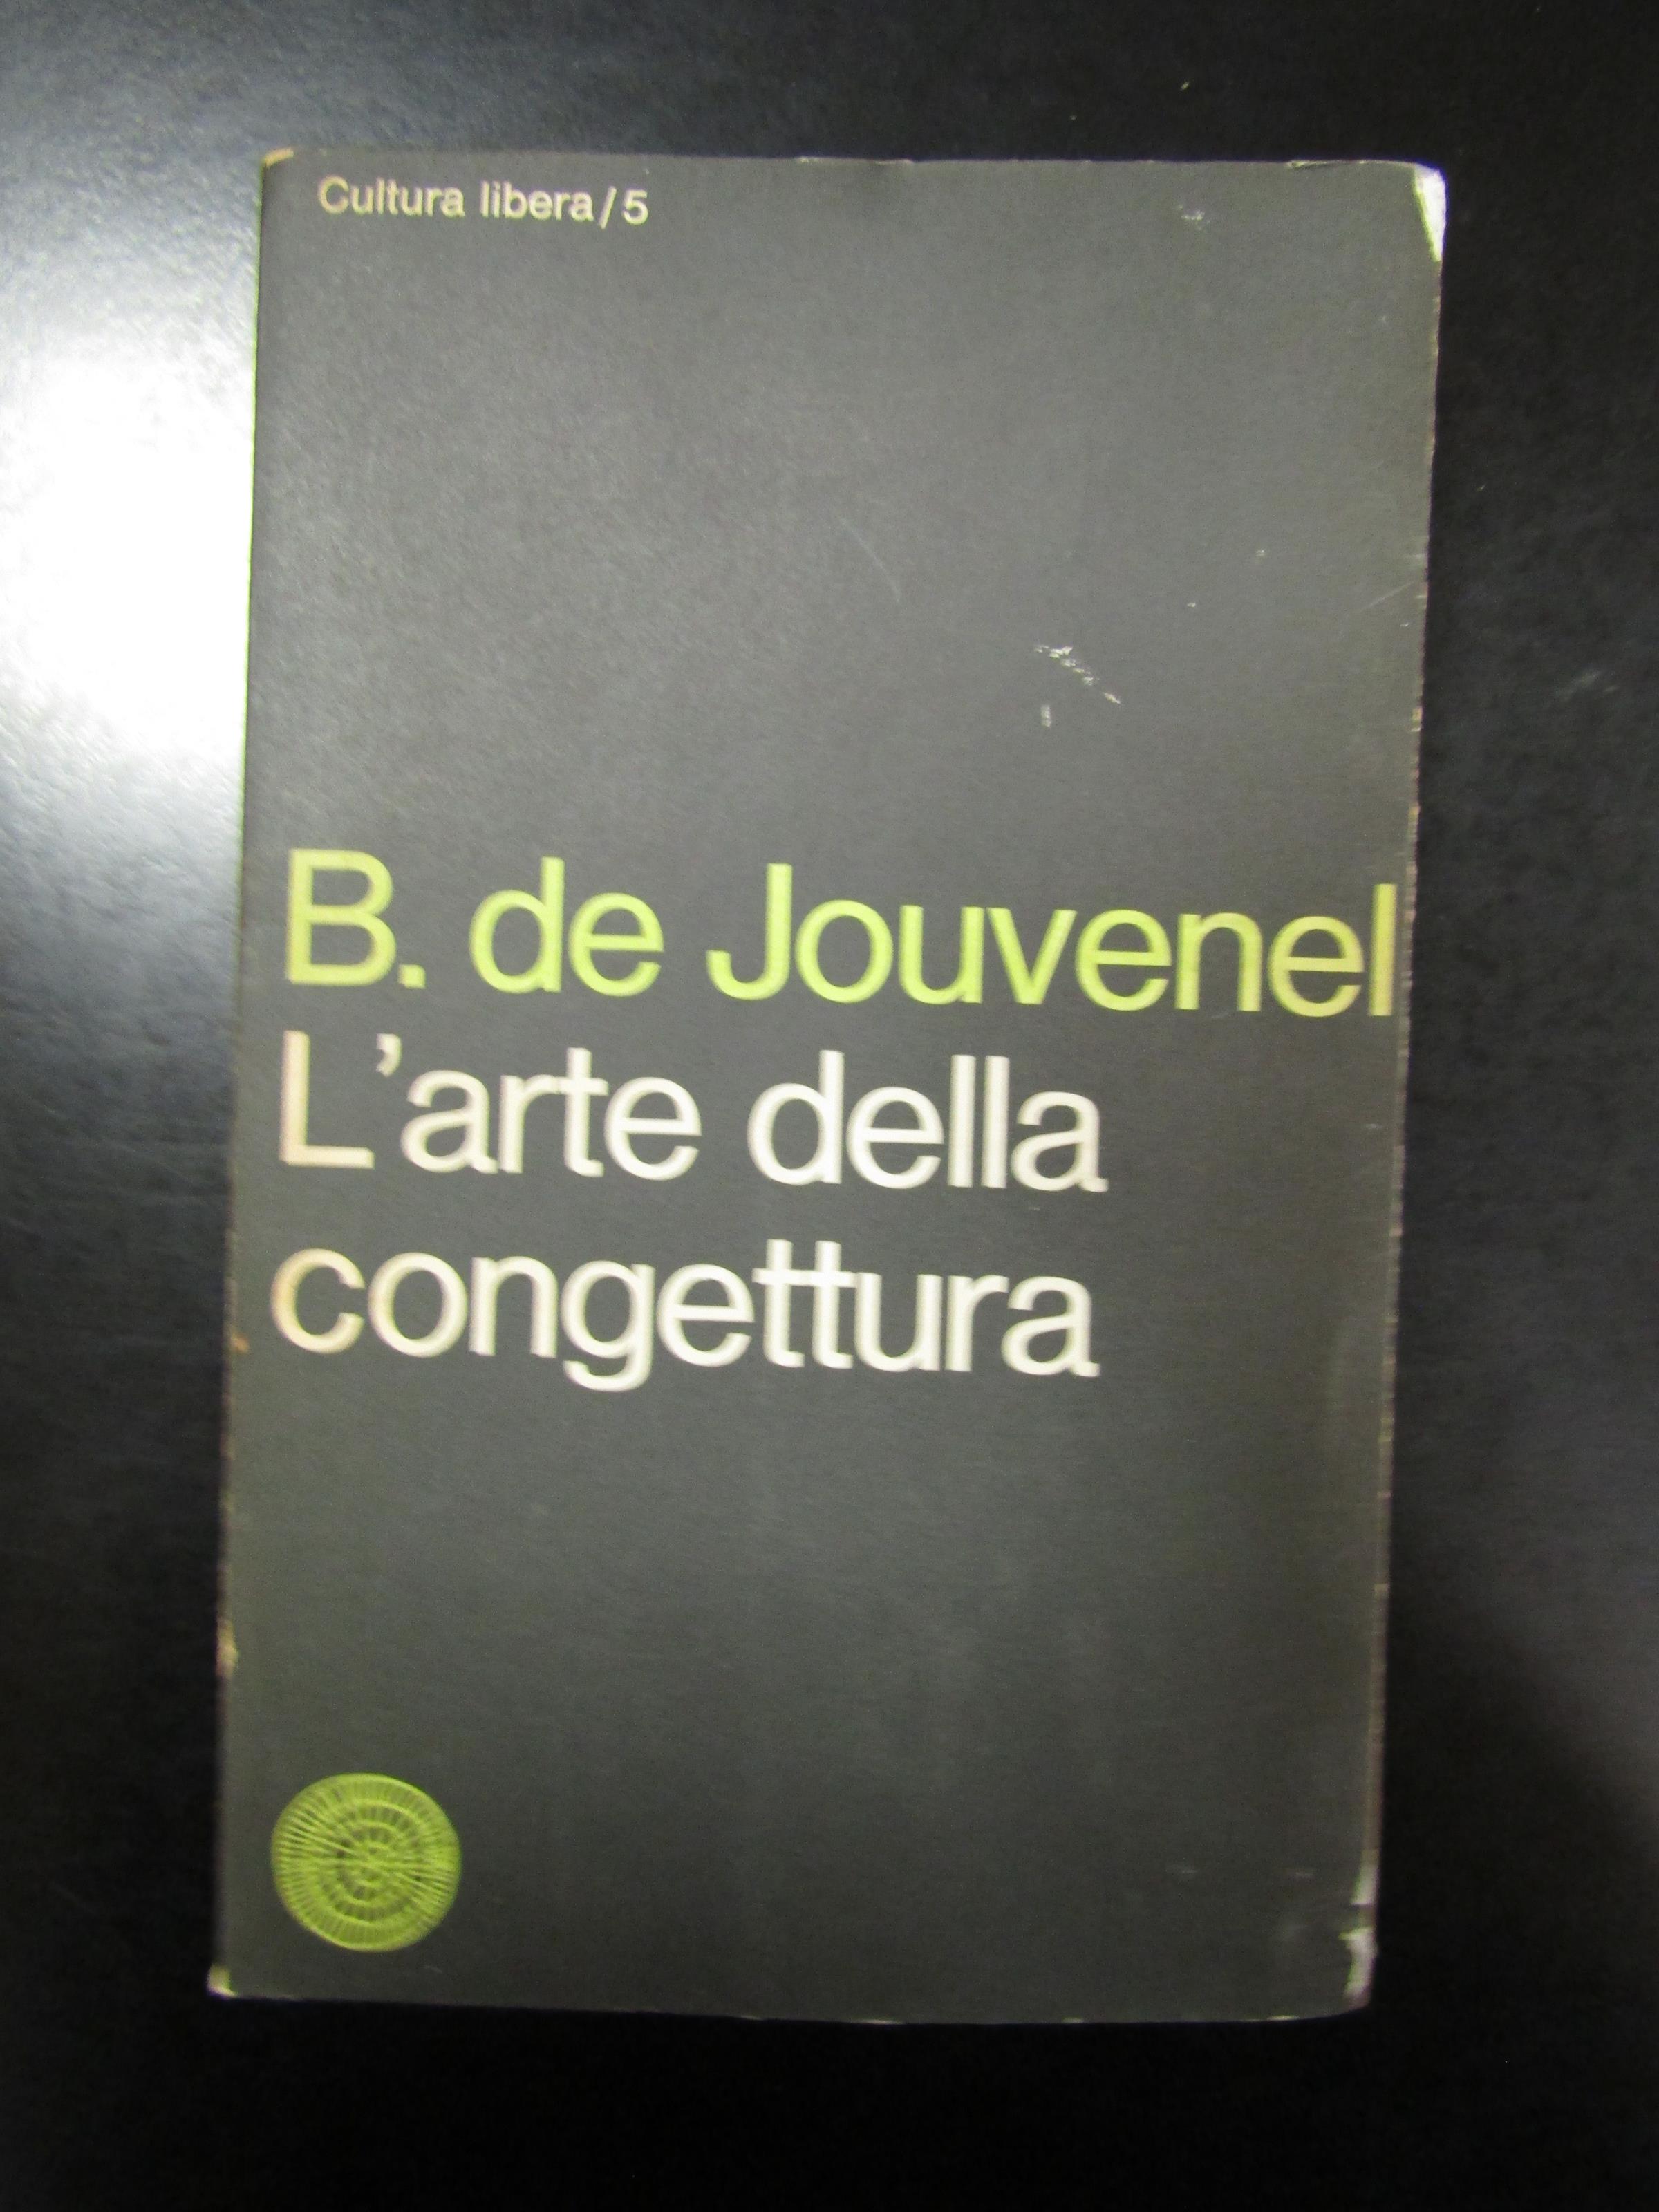 Cultura libera/5
B. de Jouvenel
L'arte della
congettura